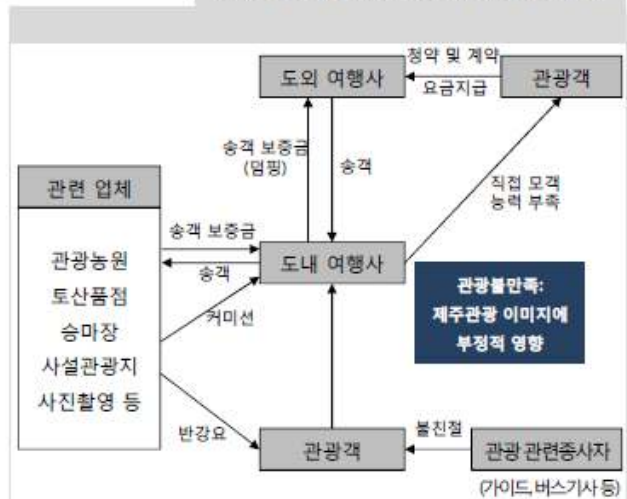 청약 및 계약
도외 여행사
관광객
요금지급
송객 보증금
(덤핑)
송객
직접 모객
능력 부족
관련 업체
송객 보증금
관광농원
송객
도내 여행사
토산품점
커미션
승마장
사설관광지
사진촬영 등
관광불만족:
제주관광 이미지에
부정적 영향
반강요
관광객
불친절
관광 관련종사자
(가이드, 버스기사 등)